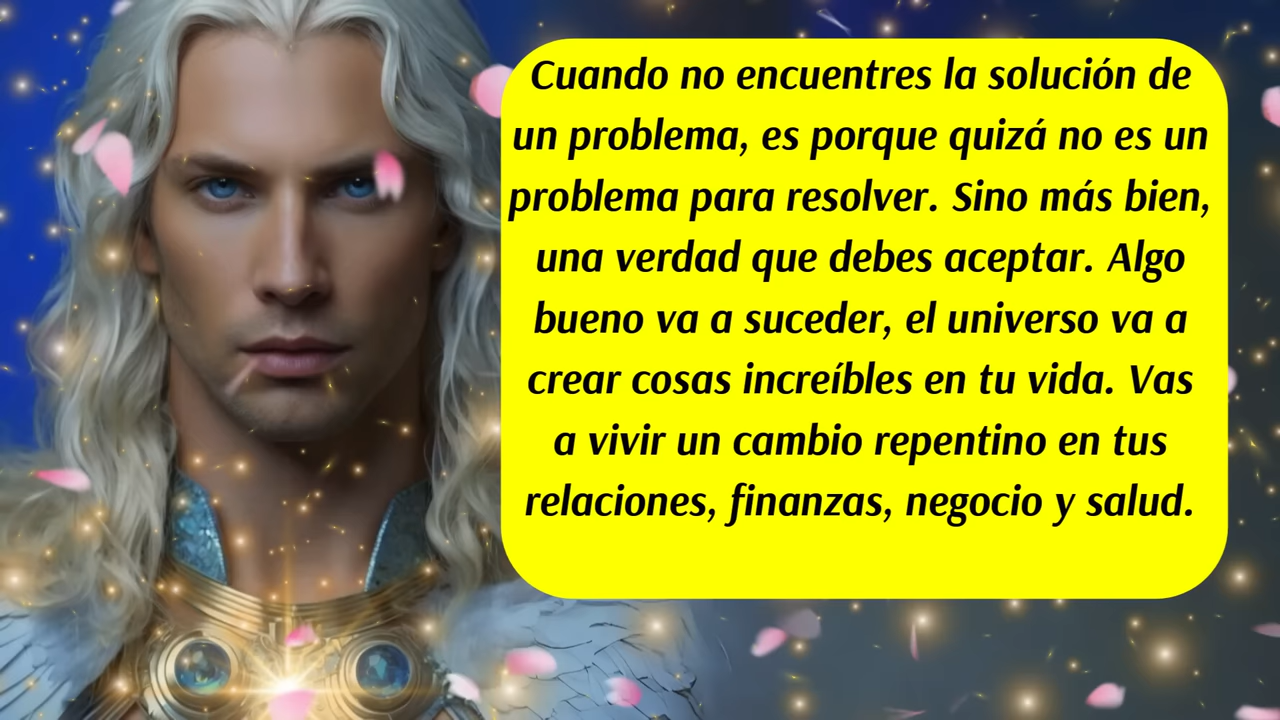 Cuando no encuentres la solución de
un problema, es porque quizá no es un
problema para resolver. Sino más bien,
una verdad que debes aceptar. Algo
bueno va a suceder, el universo va a
crear cosas increíbles en tu vida. Vas
a vivir un cambio repentino en tus
relaciones, finanzas, negocio y salud.